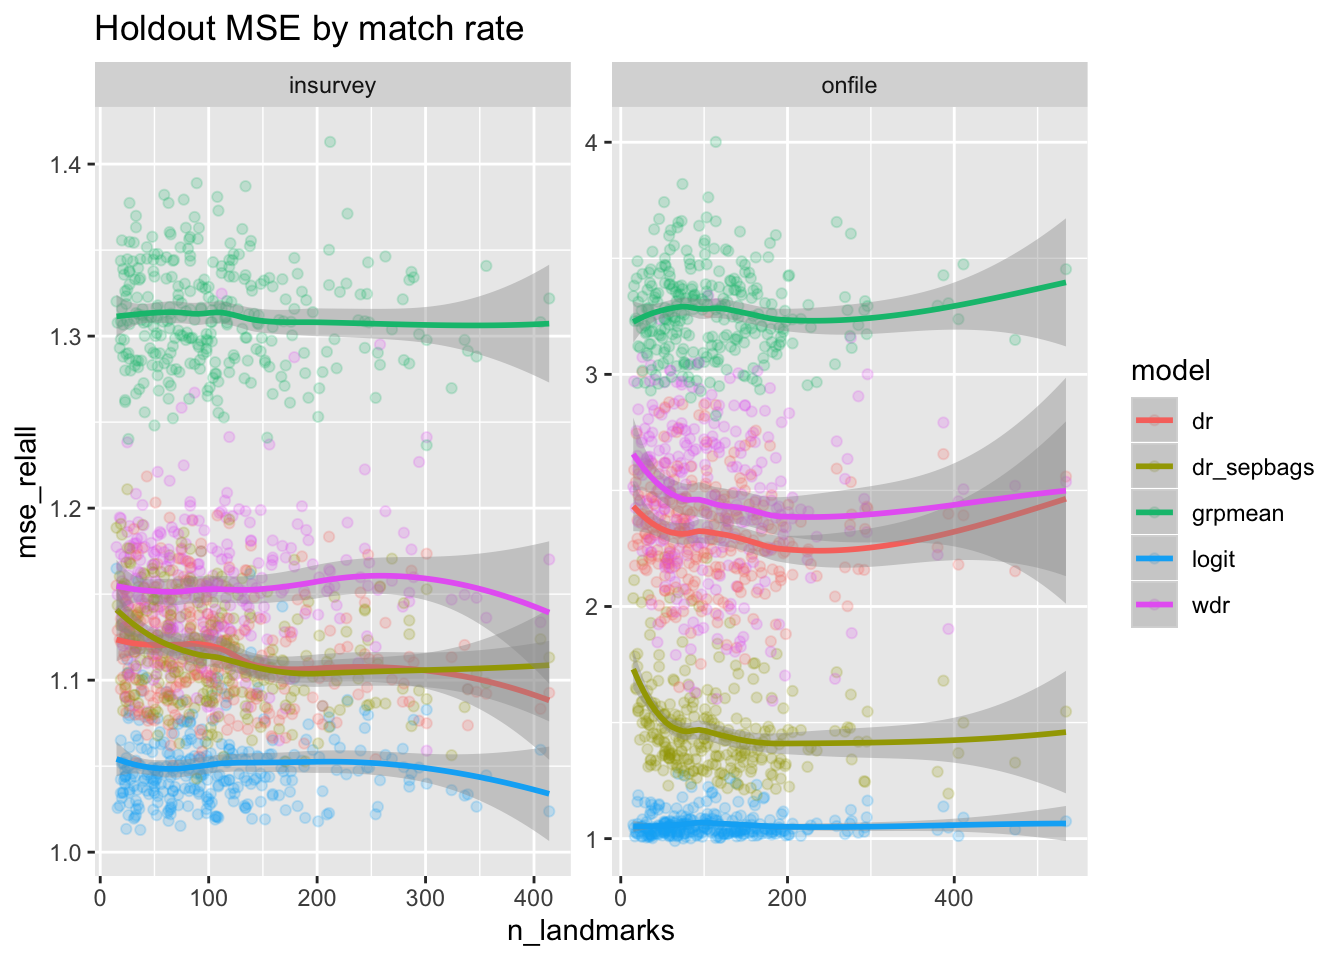 Holdout MSE by match rate
insurvey
onfile
mse_relall
1.4
1.3
1.2
1.1
1.0
4
3
2
1
0
100
200
300
400
0
200
400
n_landmarks
model
dr
dr_sepbags
grpmean
logit
wdr